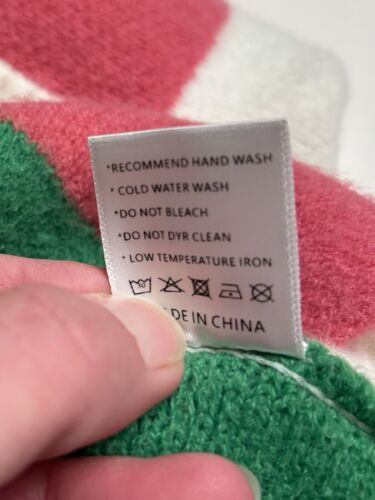 *RECOMMEND HAND WASH
* COLD WATER WASH
*DO NOT BLEACH
*DO NOT DYR CLEAN
* LOW TEMPERATURE IRON
DE IN CHINA